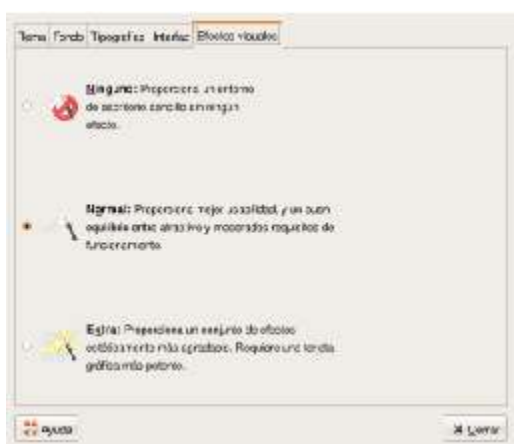 Tema Fondo Tipografías Interfaz Efectos visuales
Ninguno: Proporciona un entorno
de escritorio sencillo sin ningún
efecto.
Normal: Proporciona mejor usabilidad, y un buen
equilibrio entre atractivo y moderados requisitos de
funcionamiento.
Extra: Proporciona un conjunto de efectos
estéticamente más agradable. Requiere una tarjeta
gráfica más potente.
Ayuda
Cerrar